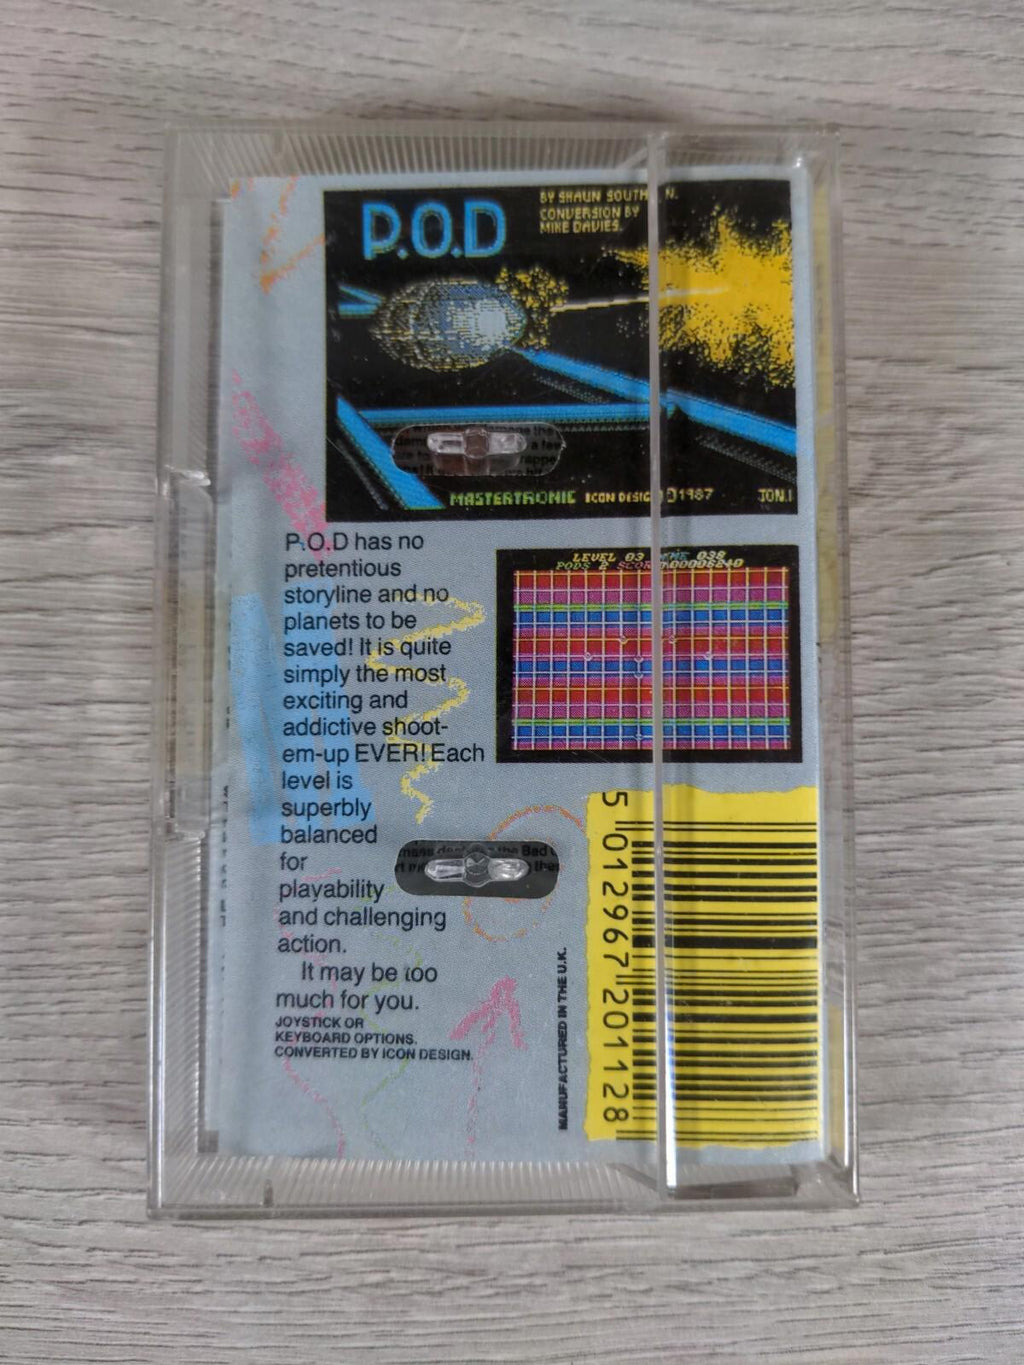 P.O.D
BY SHAUN SOUTH N.
CONVERSION BY
MIKE DAVIES.
MASTERTRONIC ICON DESIGN 1987 JON.
P.O.D has no
pretentious
storyline and no
planets to be
saved! It is quite
simply the most
exciting and
addictive shoot-
em-up EVER! Each
level is
superbly
balanced
for
playability
and challenging
action.
It may be too
much for you.
JOYSTICK OR
KEYBOARD OPTIONS.
CONVERTED BY ICON DESIGN.
LEVEL 03 038
PODS 2 SCORE 00006240
MANUFACTURED IN THE U.K.
5 012967 201128